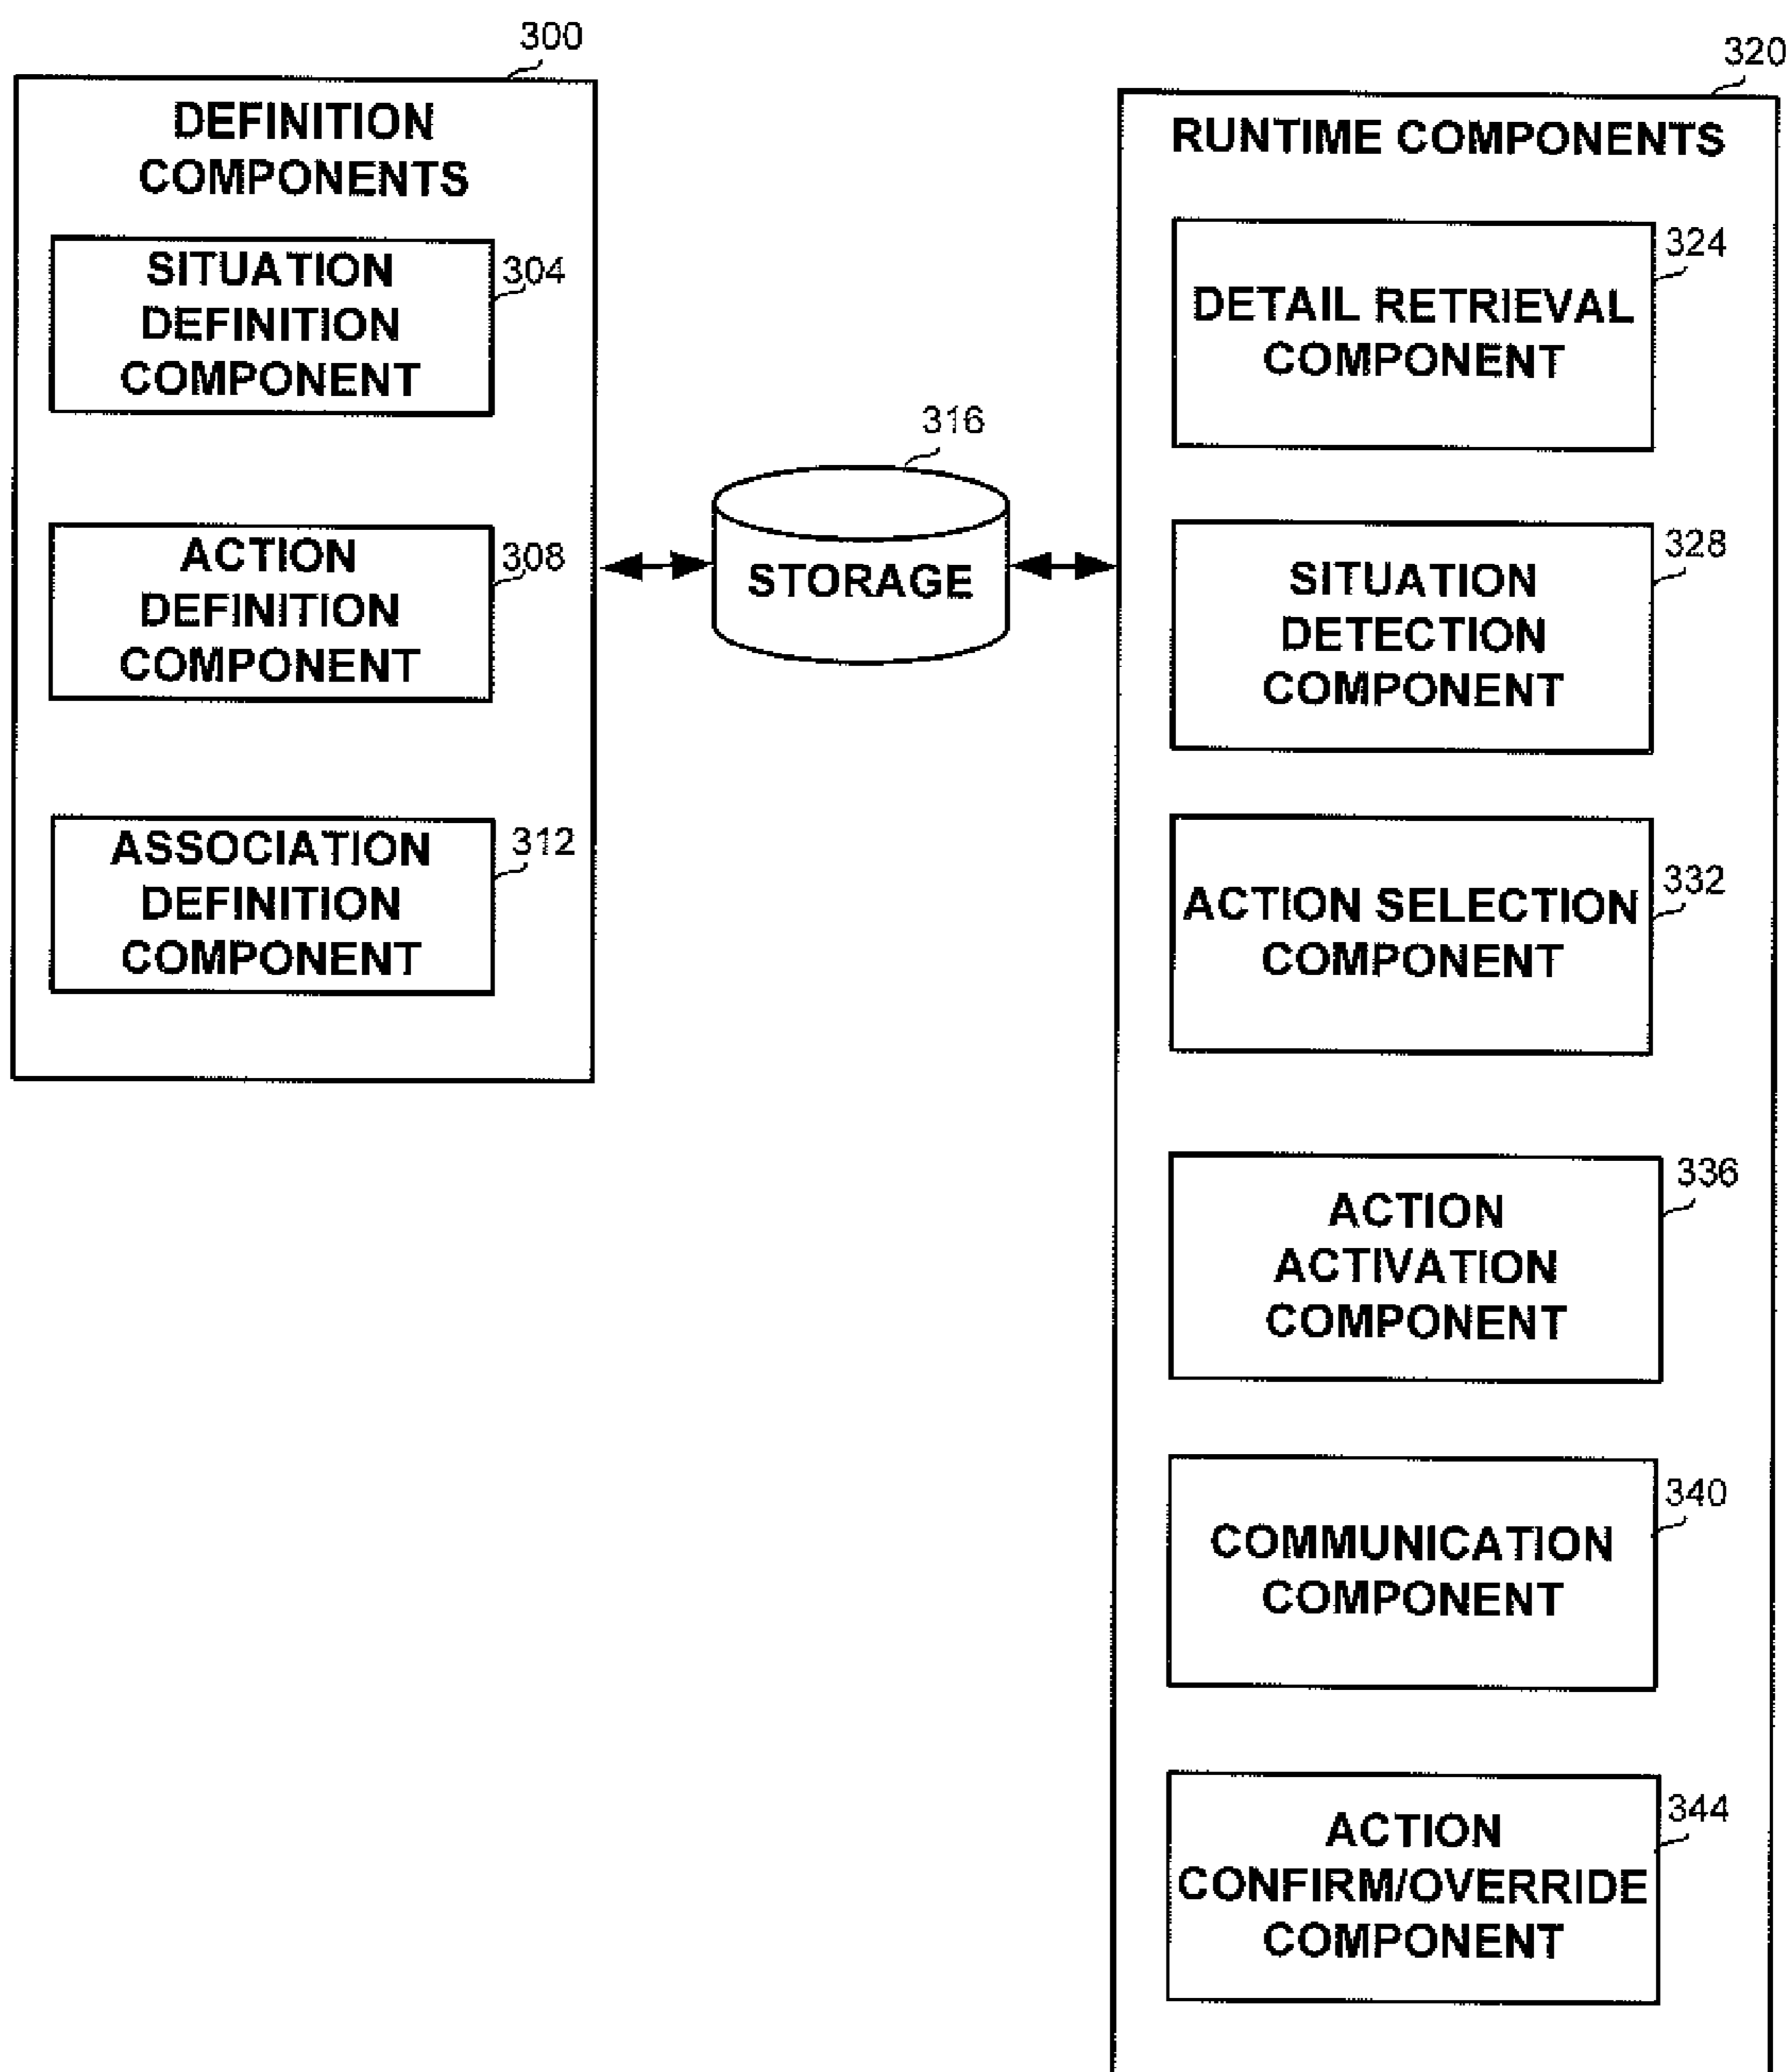 300
DEFINITION
COMPONENTS
SITUATION
DEFINITION
COMPONENT
304
ACTION
DEFINITION
COMPONENT
308
ASSOCIATION
DEFINITION
COMPONENT
312
316
STORAGE
320
RUNTIME COMPONENTS
DETAIL RETRIEVAL
COMPONENT
324
SITUATION
DETECTION
COMPONENT
328
ACTION SELECTION
COMPONENT
332
ACTION
ACTIVATION
COMPONENT
336
COMMUNICATION
COMPONENT
340
ACTION
CONFIRM/OVERRIDE
COMPONENT
344